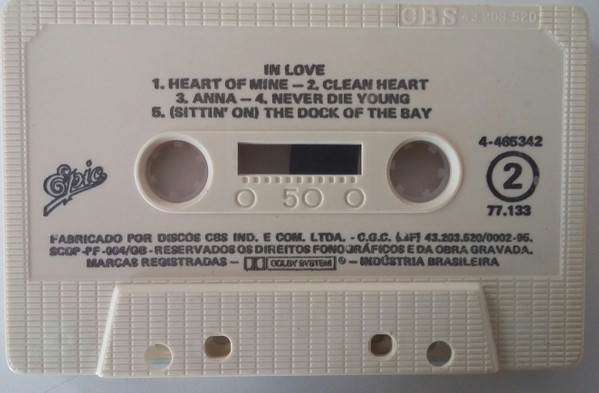 CBS 43.203.520
IN LOVE
1. HEART OF MINE – 2. CLEAN HEART
3. ANNA – 4. NEVER DIE YOUNG
5. (SITTIN' ON) THE DOCK OF THE BAY
4-465342
2
77.133
Epic
50
FABRICADO POR DISCOS CBS IND. E COM. LTDA. - C.G.C. (MF) 43.203.520/0002-95.
SCDP-PF-004/GB - RESERVADOS OS DIREITOS FONOGRÁFICOS E DA OBRA GRAVADA.
MARCAS REGISTRADAS – DOLBY SYSTEM ® - INDÚSTRIA BRASILEIRA